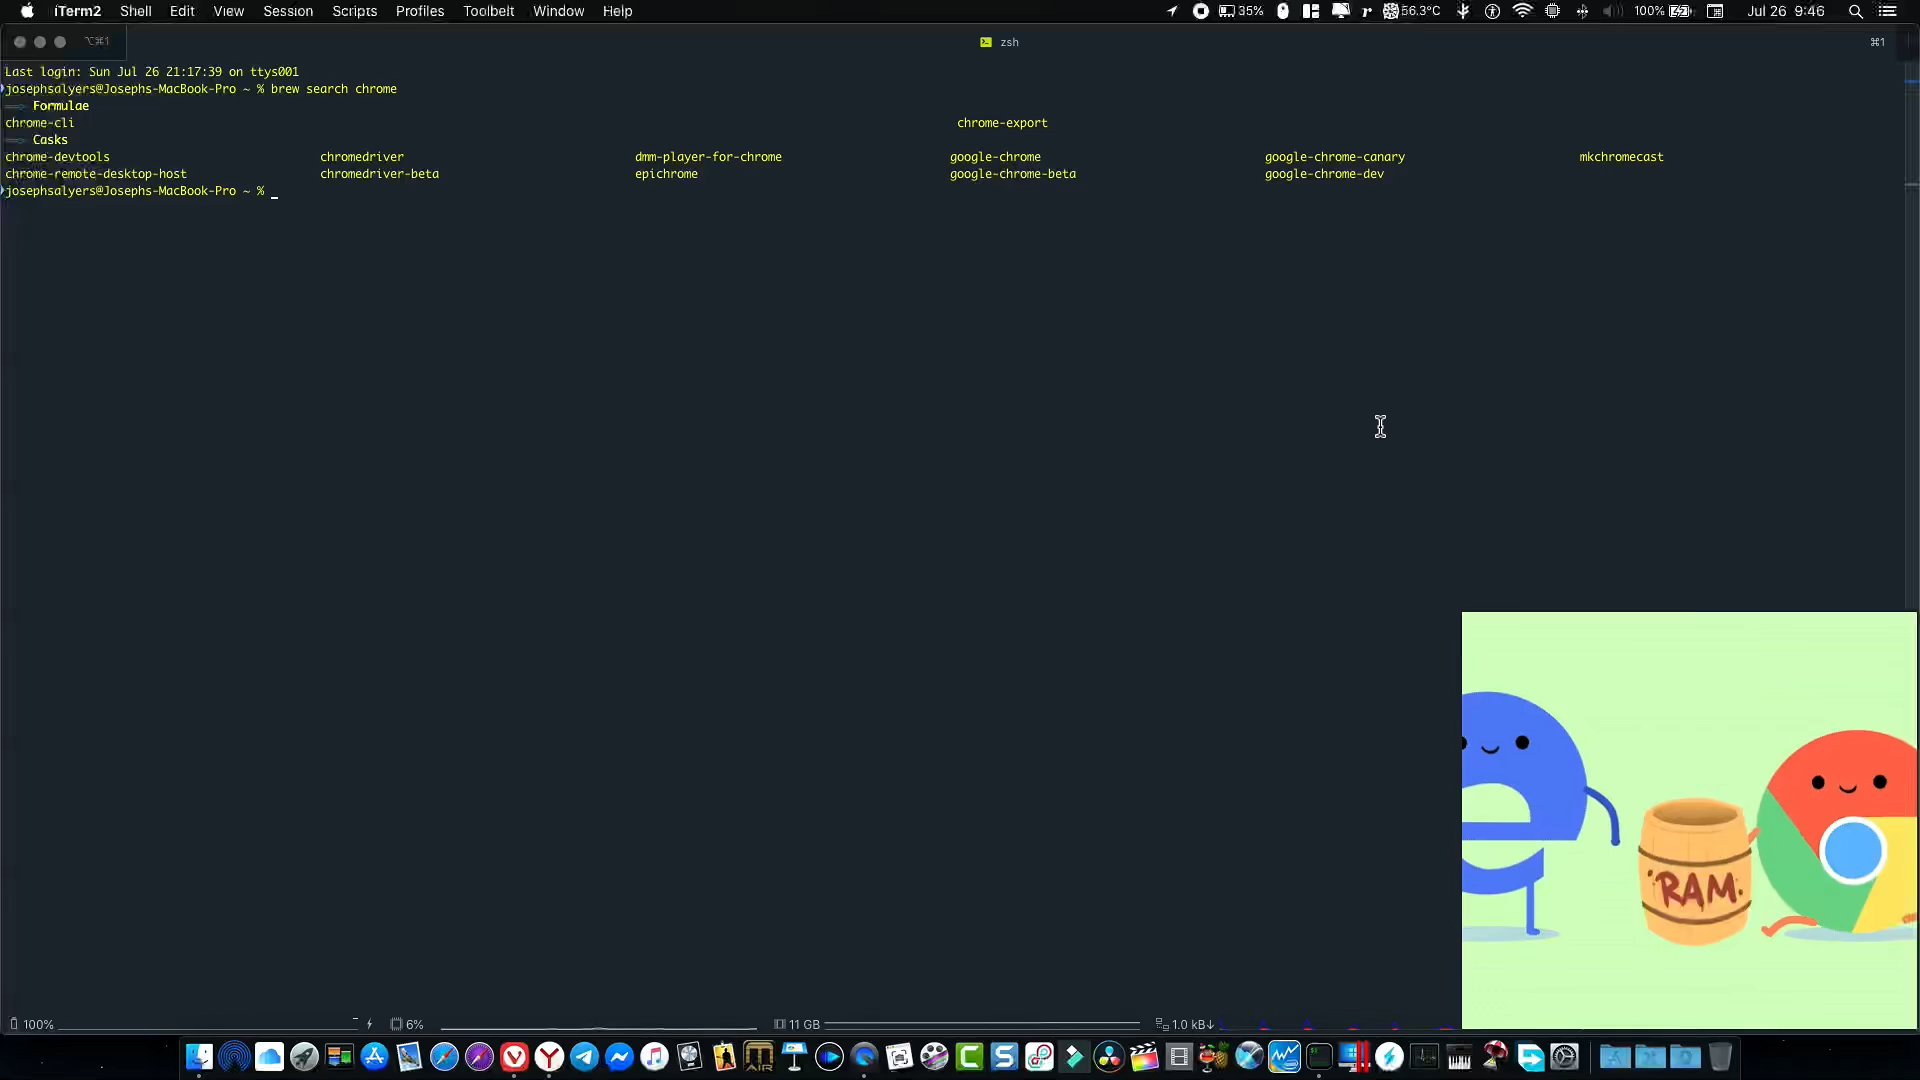 iTerm2 Shell Edit View Session Scripts Profiles Toolbelt Window Help 35% r 56.3°C 100% Jul 26 9:46
⌥⌘1 zsh ⌘1
Last login: Sun Jul 26 21:17:39 on ttys001
josephsalyers@Josephs-MacBook-Pro ~ % brew search chrome
==> Formulae
chrome-cli chrome-export
==> Casks
chrome-devtools chromedriver dmm-player-for-chrome google-chrome google-chrome-canary mkchromecast
chrome-remote-desktop-host chromedriver-beta epichrome google-chrome-beta google-chrome-dev
josephsalyers@Josephs-MacBook-Pro ~ % _
RAM
100% 6% 11 GB 1.0 kB↓